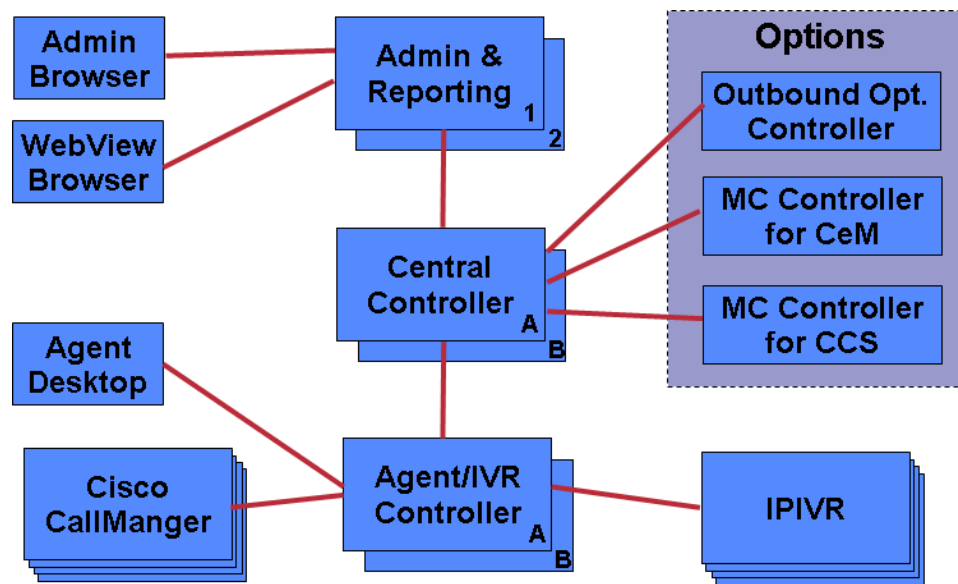 Admin
Browser
WebView
Browser
Admin &
Reporting
1
2
Options
Outbound Opt.
Controller
MC Controller
for CeM
MC Controller
for CCS
Central
Controller
A
B
Agent
Desktop
Cisco
CallManger
Agent/IVR
Controller
A
B
IPIVR